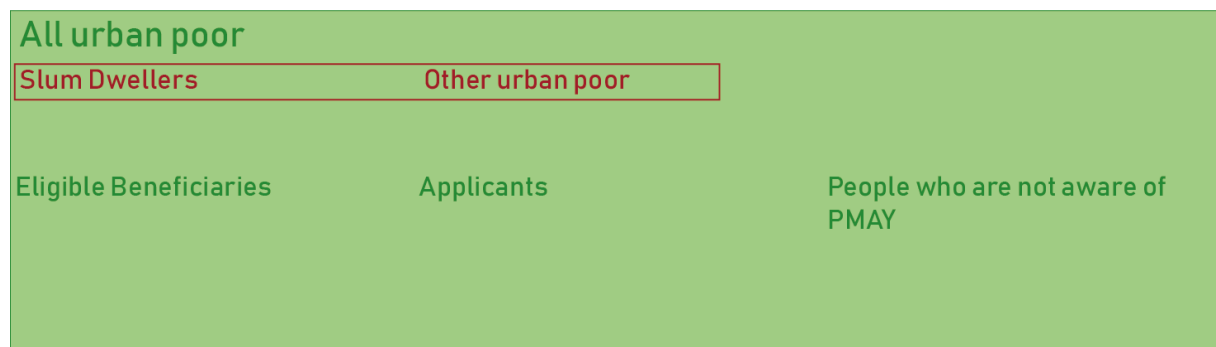 All urban poor
Slum Dwellers Other urban poor
Eligible Beneficiaries Applicants People who are not aware of
PMAY